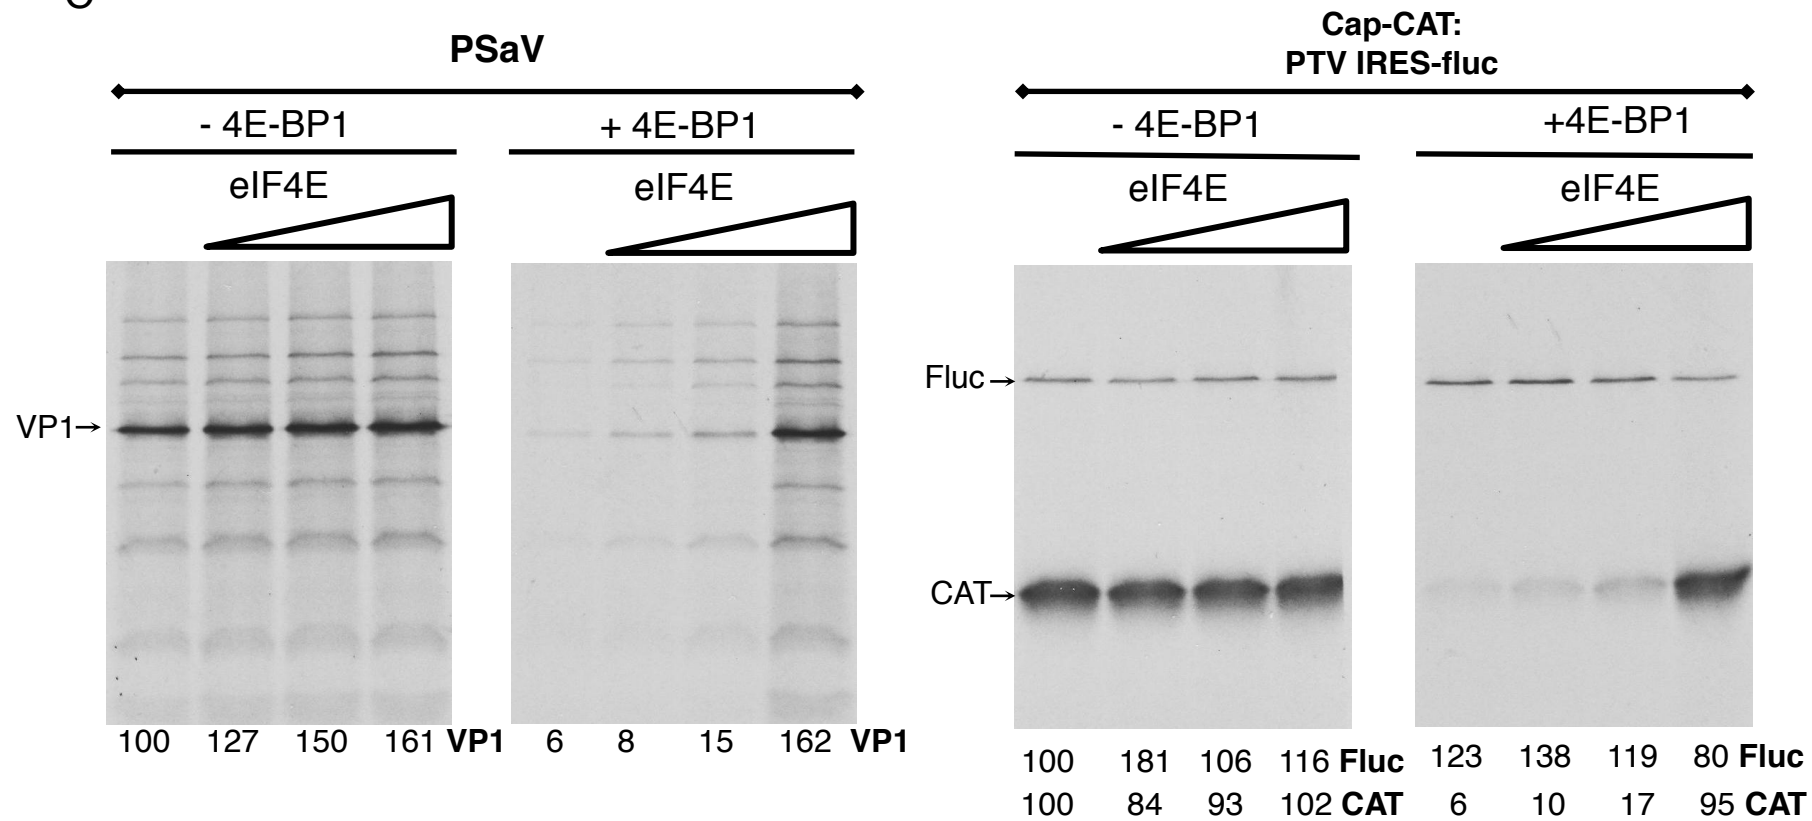 PSaV
- 4E-BP1
+ 4E-BP1
eIF4E
eIF4E
VP1→
100 127 150 161 VP1
6 8 15 162 VP1
Cap-CAT:
PTV IRES-fluc
- 4E-BP1
+4E-BP1
eIF4E
eIF4E
Fluc→
CAT→
100 181 106 116 Fluc
100 84 93 102 CAT
123 138 119 80 Fluc
6 10 17 95 CAT